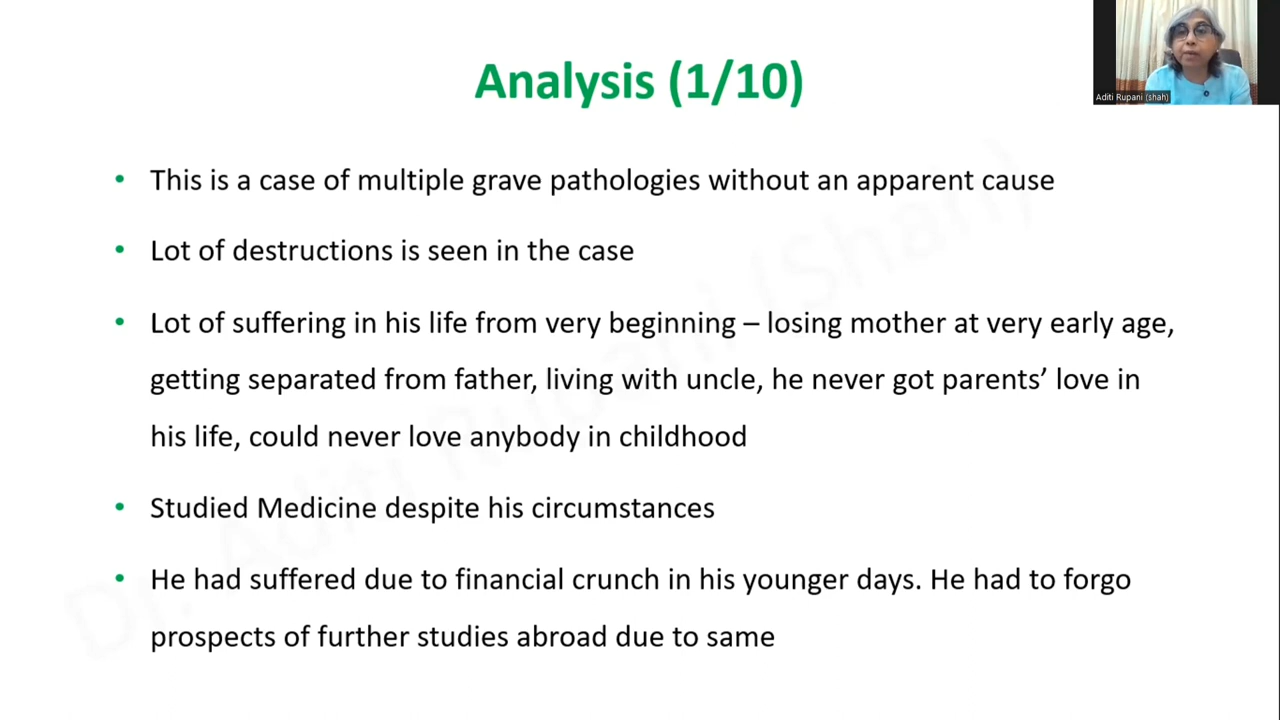 Analysis (1/10)
Aditi Rupani (shah)
• This is a case of multiple grave pathologies without an apparent cause
• Lot of destructions is seen in the case
• Lot of suffering in his life from very beginning – losing mother at very early age,
getting separated from father, living with uncle, he never got parents’ love in
his life, could never love anybody in childhood
• Studied Medicine despite his circumstances
• He had suffered due to financial crunch in his younger days. He had to forgo
prospects of further studies abroad due to same
Dr. Aditi Rupani (Shah)